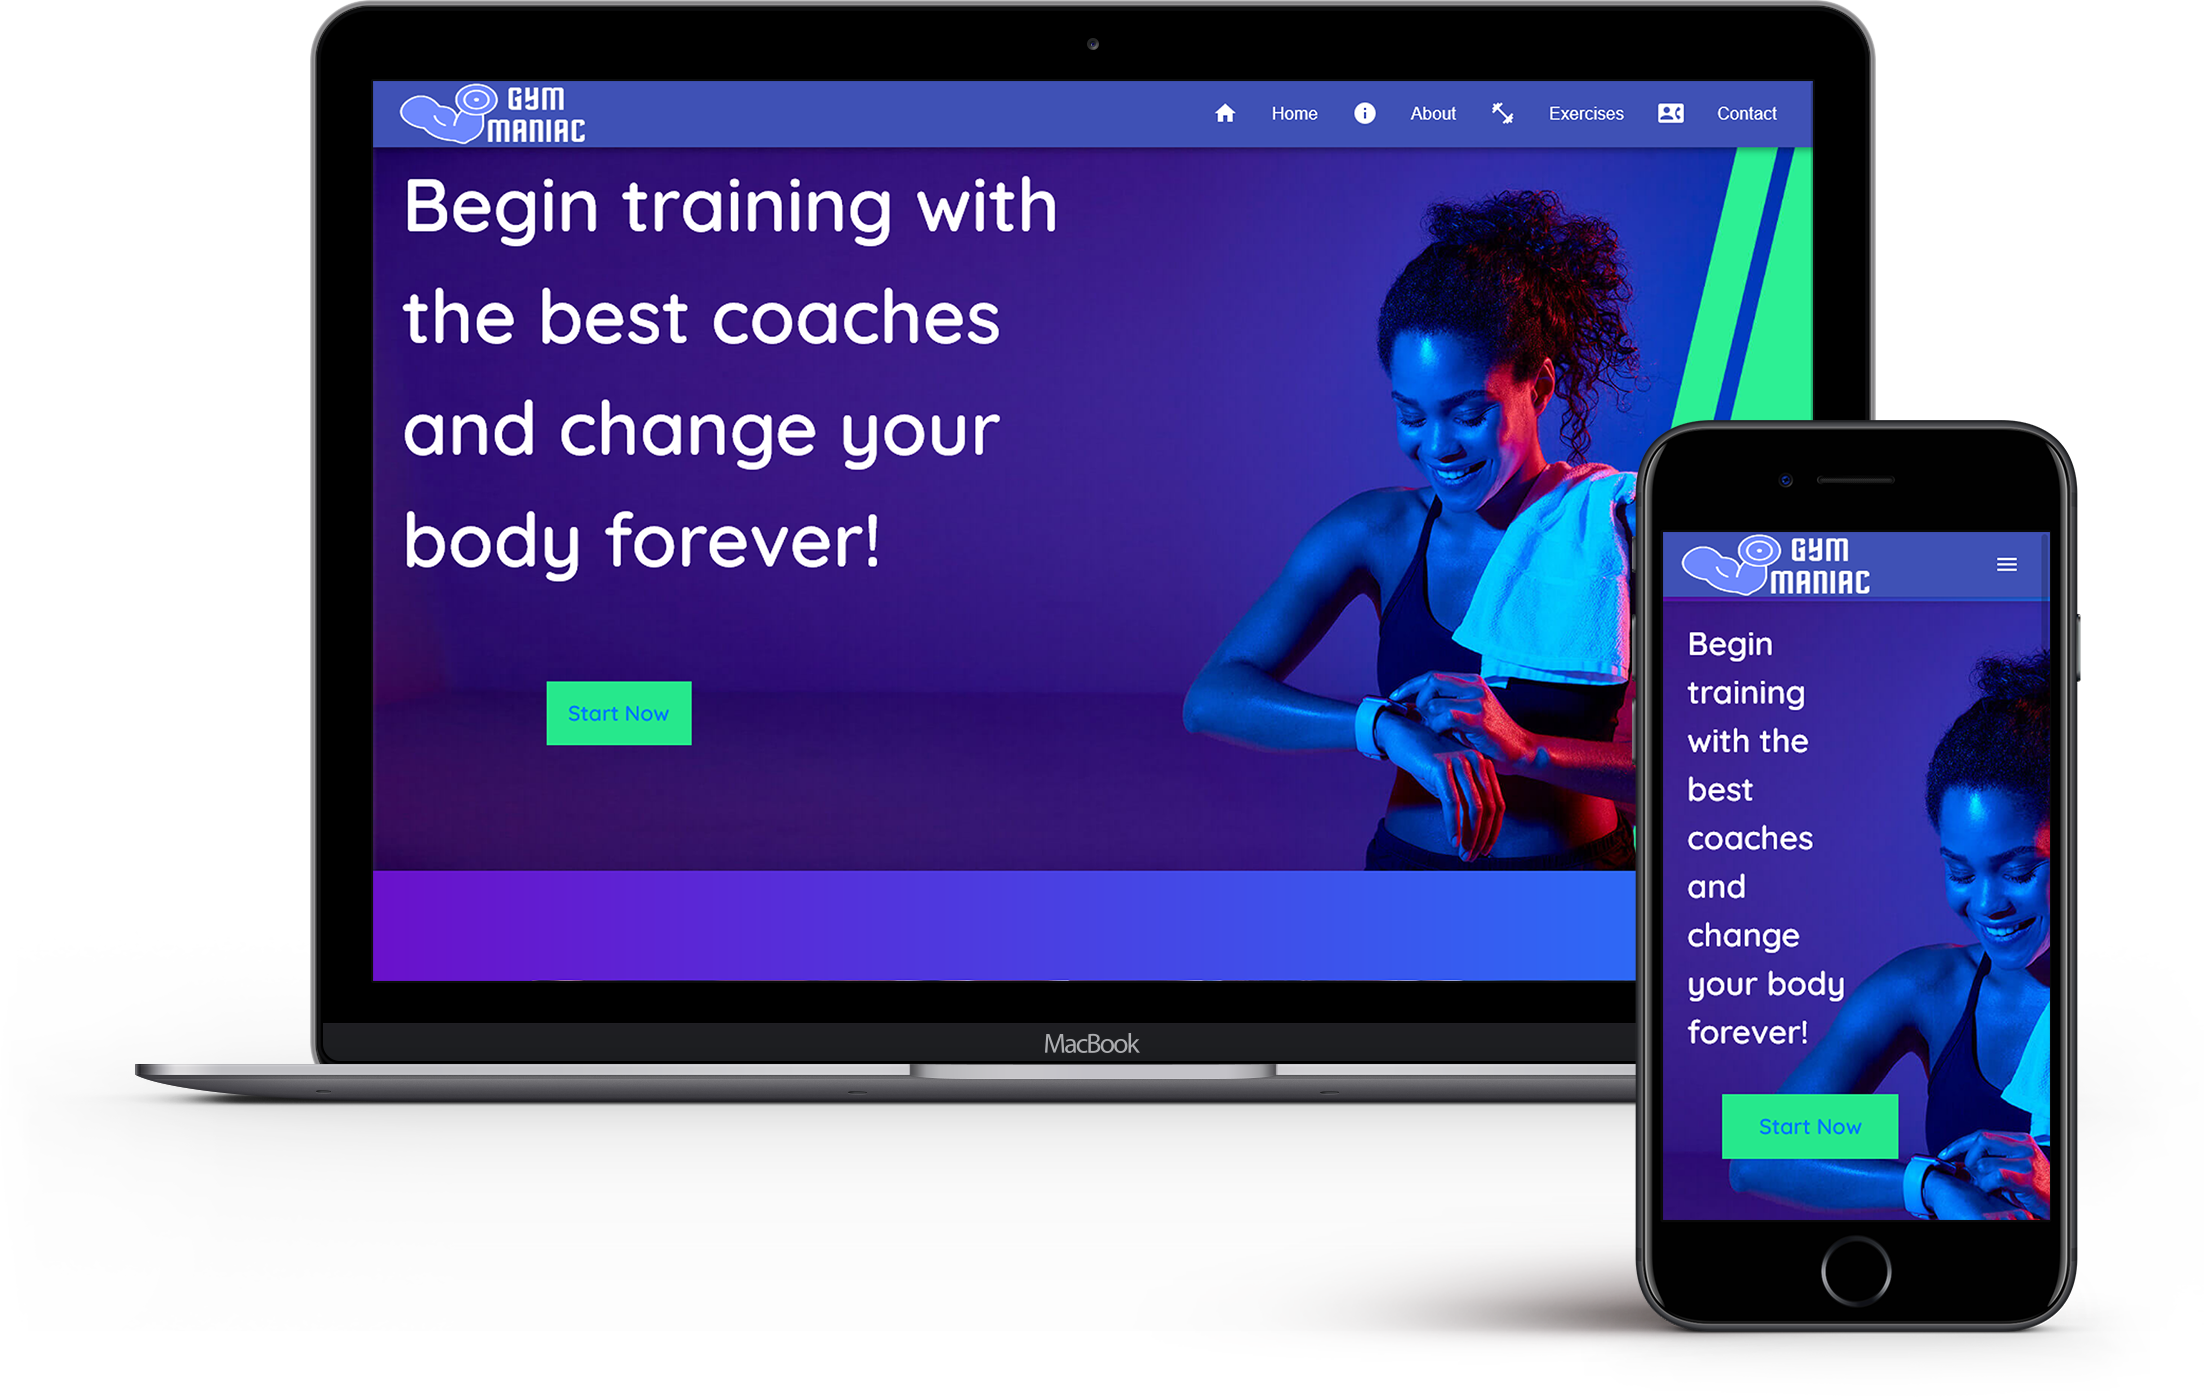 GYM
MANIAC
Home
About
Exercises
Contact
Begin training with
the best coaches
and change your
body forever!
Start Now
MacBook
GYM
MANIAC
Begin
training
with the
best
coaches
and
change
your body
forever!
Start Now